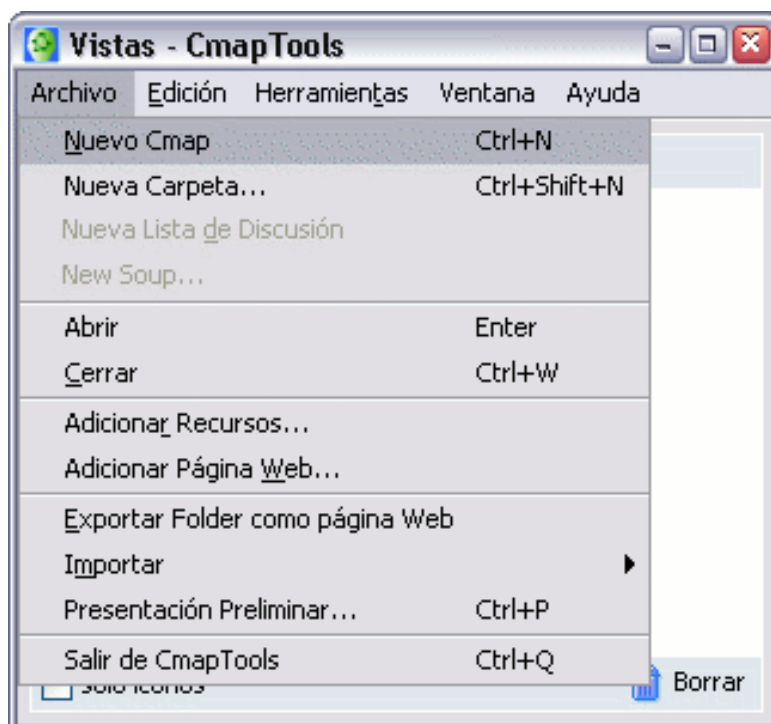 Vistas - CmapTools
Archivo Edición Herramientas Ventana Ayuda
Nuevo Cmap Ctrl+N
Nueva Carpeta... Ctrl+Shift+N
Nueva Lista de Discusión
New Soup...
Abrir Enter
Cerrar Ctrl+W
Adicionar Recursos...
Adicionar Página Web...
Exportar Folder como página Web
Importar
Presentación Preliminar... Ctrl+P
Salir de CmapTools Ctrl+Q
Sólo Iconos Borrar